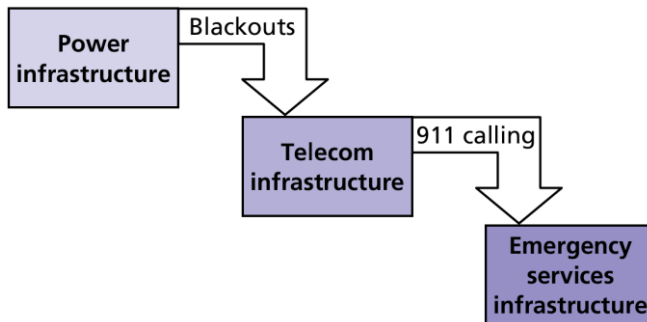 Blackouts
Power
infrastructure
911 calling
Telecom
infrastructure
Emergency
services
infrastructure